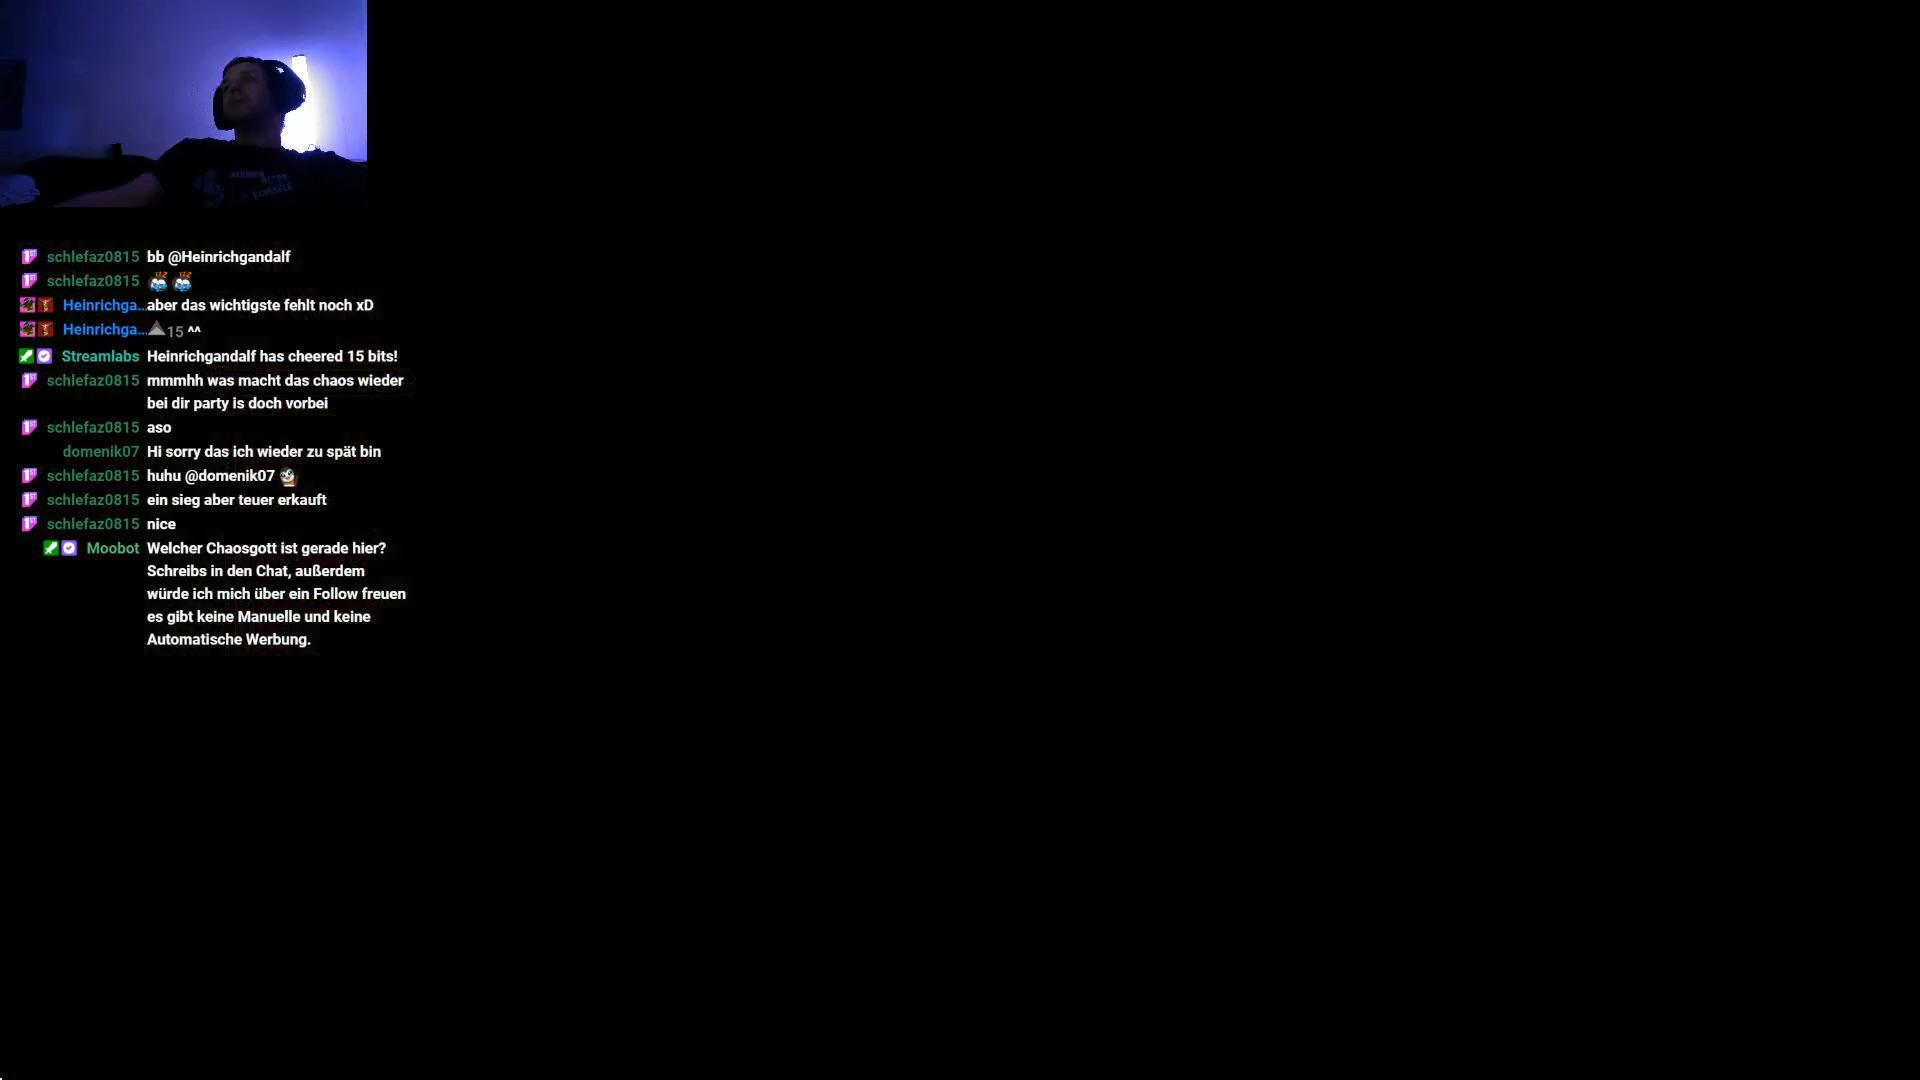 schlefaz0815 bb @Heinrichgandalf
schlefaz0815
Heinrichga... aber das wichtigste fehlt noch xD
Heinrichga... 15 ^^
Streamlabs Heinrichgandalf has cheered 15 bits!
schlefaz0815 mmmhh was macht das chaos wieder
bei dir party is doch vorbei
schlefaz0815 aso
domenik07 Hi sorry das ich wieder zu spät bin
schlefaz0815 huhu @domenik07
schlefaz0815 ein sieg aber teuer erkauft
schlefaz0815 nice
Moobot Welcher Chaosgott ist gerade hier?
Schreibs in den Chat, außerdem
würde ich mich über ein Follow freuen
es gibt keine Manuelle und keine
Automatische Werbung.